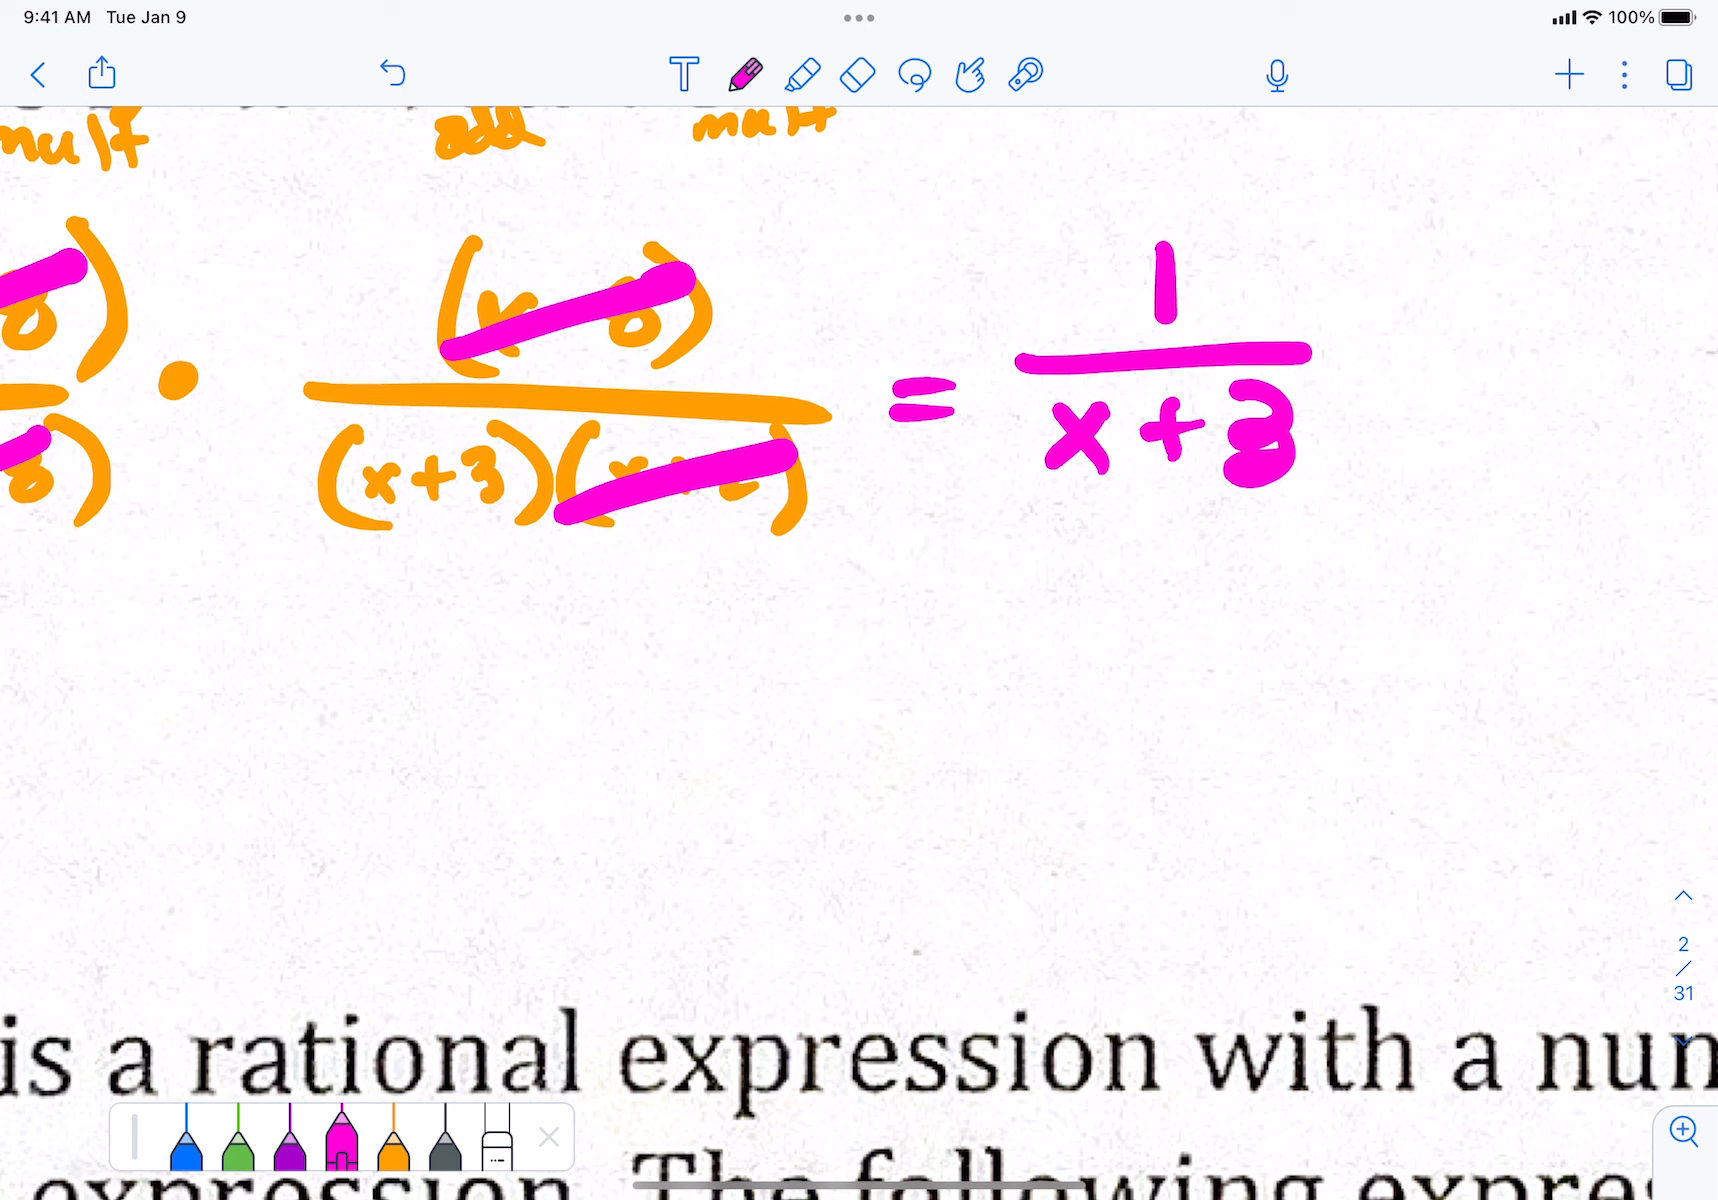 9:41 AM Tue Jan 9 100%
mult add mult
= 1
(x+3) x+3
2
/
31
is a rational expression with a nun
expression. The following expres